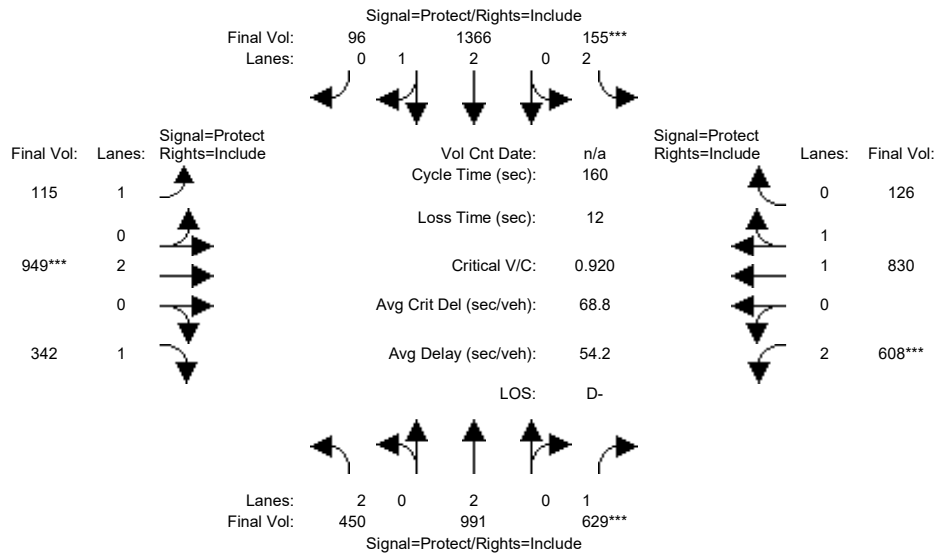 Signal=Protect/Rights=Include
Final Vol: 96 1366 155***
Lanes: 0 1 2 0 2
Signal=Protect Signal=Protect
Final Vol: Lanes: Rights=Include Vol Cnt Date: n/a Rights=Include Lanes: Final Vol:
Cycle Time (sec): 160
115 1 0 126
Loss Time (sec): 12
0 1
949*** 2 Critical V/C: 0.920 1 830
0 Avg Crit Del (sec/veh): 68.8 0
342 1 Avg Delay (sec/veh): 54.2 2 608***
LOS: D-
Lanes: 2 0 2 0 1
Final Vol: 450 991 629***
Signal=Protect/Rights=Include